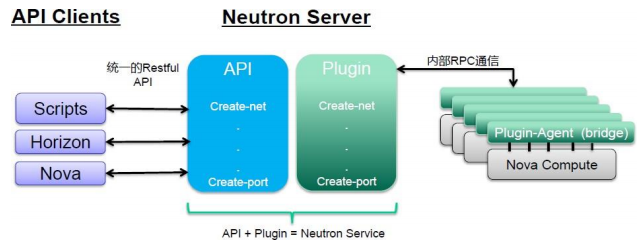 API Clients
Neutron Server
统一的Restful
API
Scripts
Horizon
Nova
API
Create-net
.
.
.
Create-port
Plugin
Create-net
.
.
.
Create-port
内部RPC通信
Plugin-Agent (bridge)
Nova Compute
API + Plugin = Neutron Service